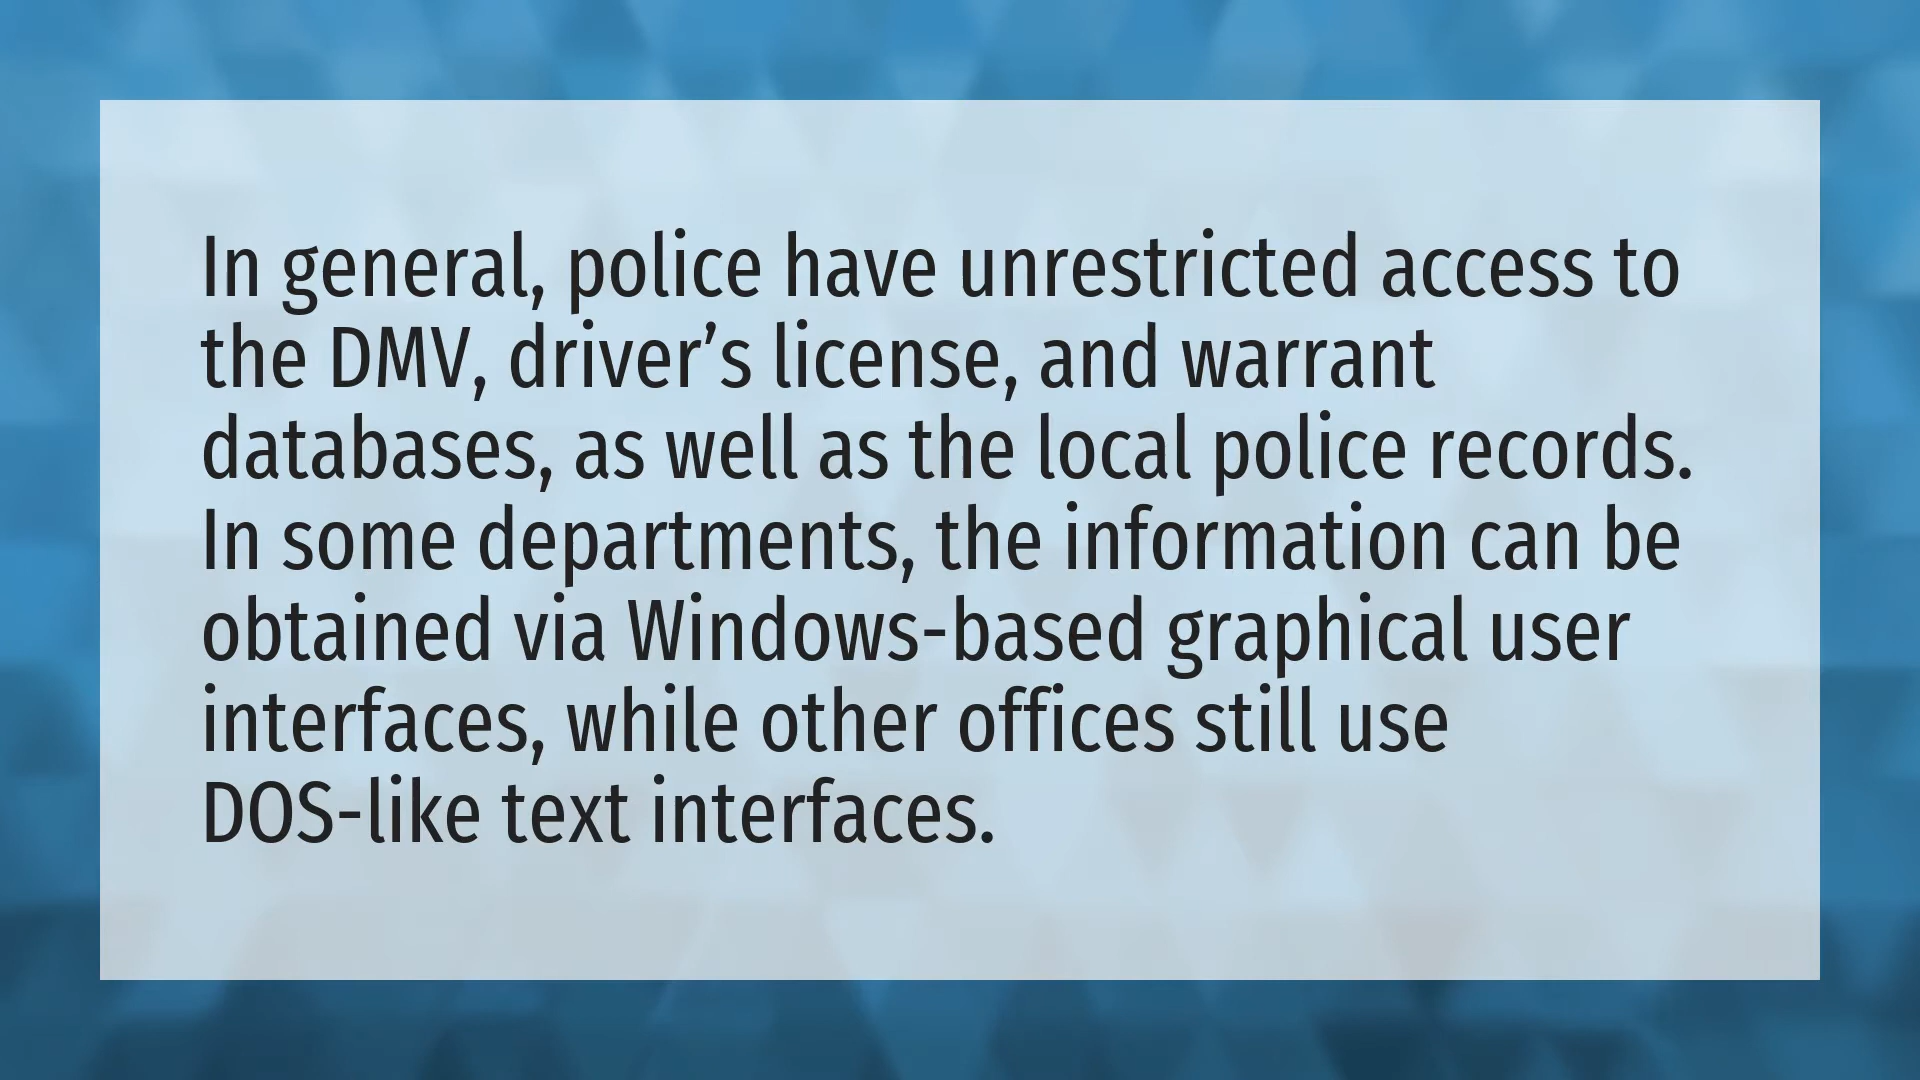 In general, police have unrestricted access to
the DMV, driver’s license, and warrant
databases, as well as the local police records.
In some departments, the information can be
obtained via Windows-based graphical user
interfaces, while other offices still use
DOS-like text interfaces.